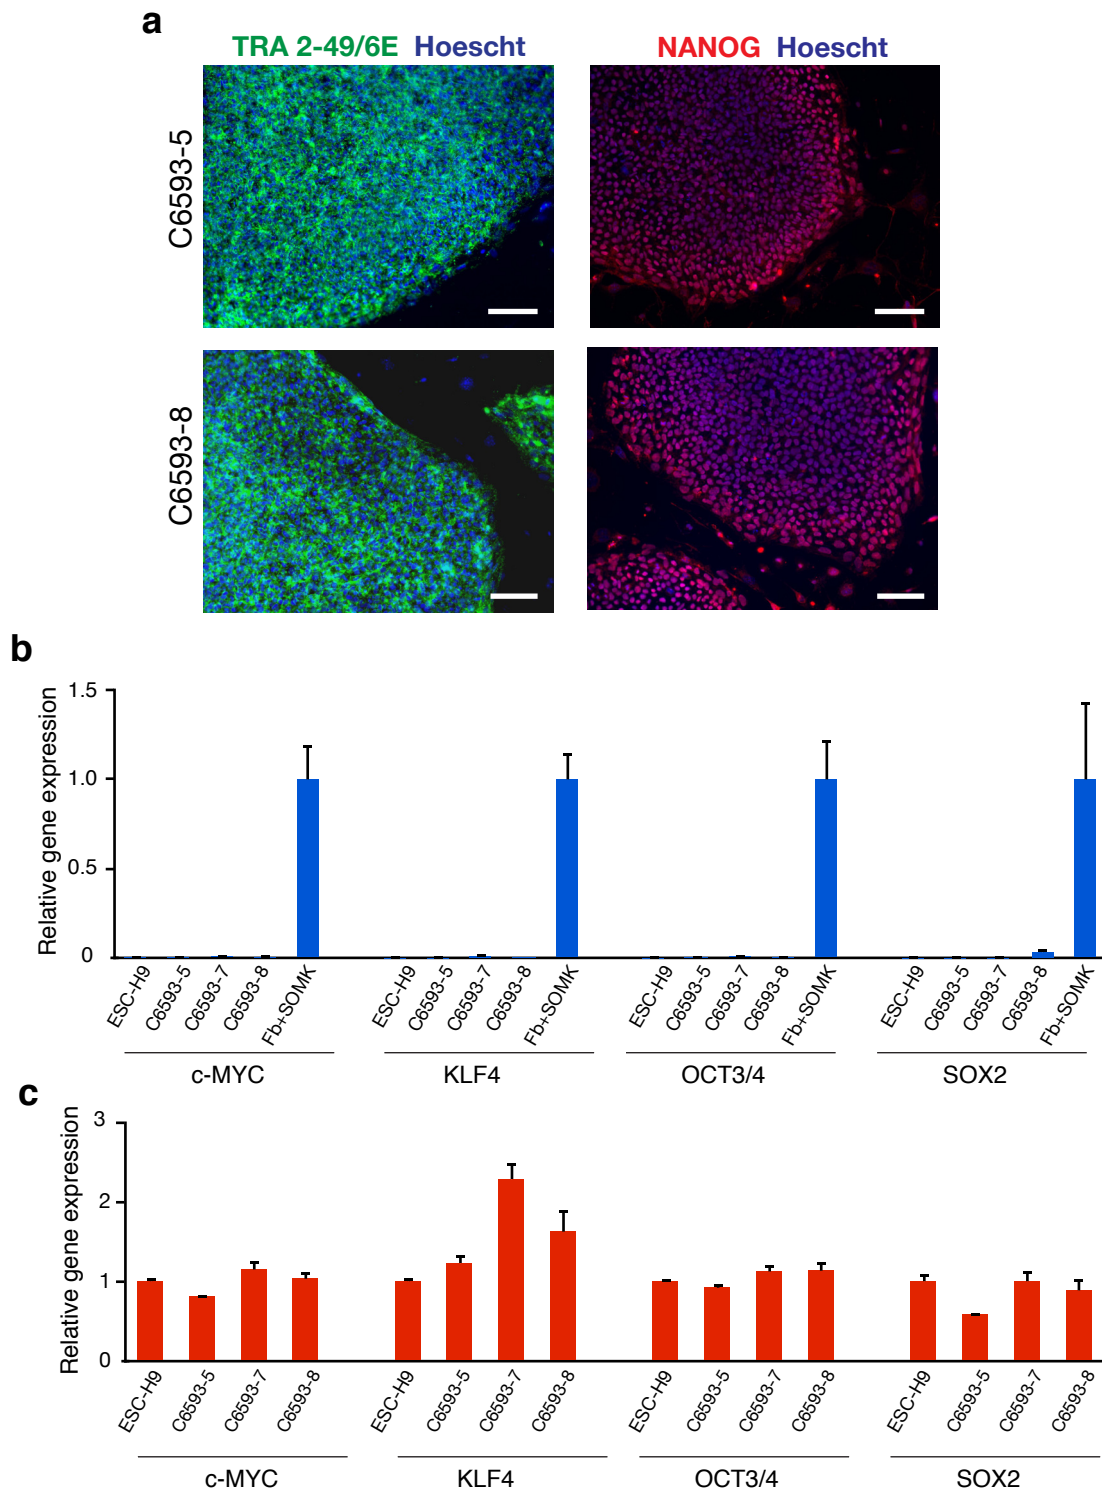 a
TRA 2-49/6E Hoescht
NANOG Hoescht
C6593-5
C6593-8
b
Relative gene expression
1.5
1.0
0.5
0
ESC-H9 C6593-5 C6593-7 C6593-8 Fb+SOMK
ESC-H9 C6593-5 C6593-7 C6593-8 Fb+SOMK
ESC-H9 C6593-5 C6593-7 C6593-8 Fb+SOMK
ESC-H9 C6593-5 C6593-7 C6593-8 Fb+SOMK
c-MYC KLF4 OCT3/4 SOX2
c
Relative gene expression
3
2
1
0
ESC-H9 C6593-5 C6593-7 C6593-8
ESC-H9 C6593-5 C6593-7 C6593-8
ESC-H9 C6593-5 C6593-7 C6593-8
ESC-H9 C6593-5 C6593-7 C6593-8
c-MYC KLF4 OCT3/4 SOX2